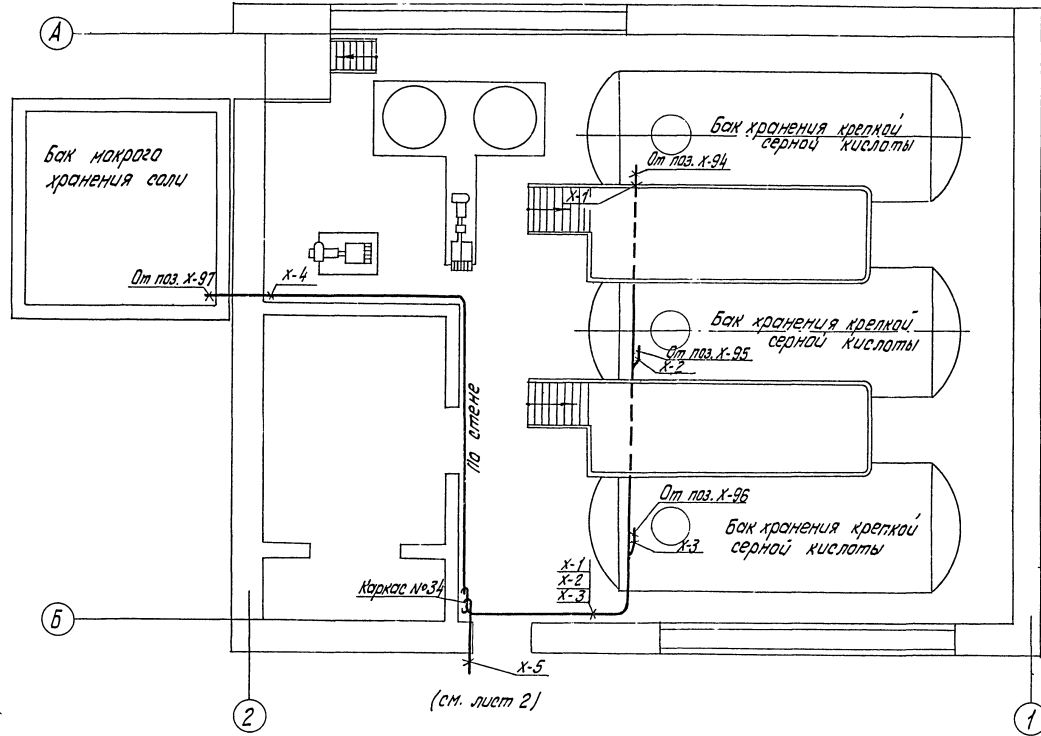 А
Бак мокрого
хранения соли
Бак хранения крепкой
серной кислоты
От поз. Х-94
Х-1
От поз. Х-97
Х-4
Бак хранения крепкой
серной кислоты
От поз. Х-95
Х-2
По стене
От поз. Х-96
Х-3
Бак хранения крепкой
серной кислоты
Х-1
Х-2
Х-3
Каркас №34
Б
Х-5
(см. лист 2)
2
1